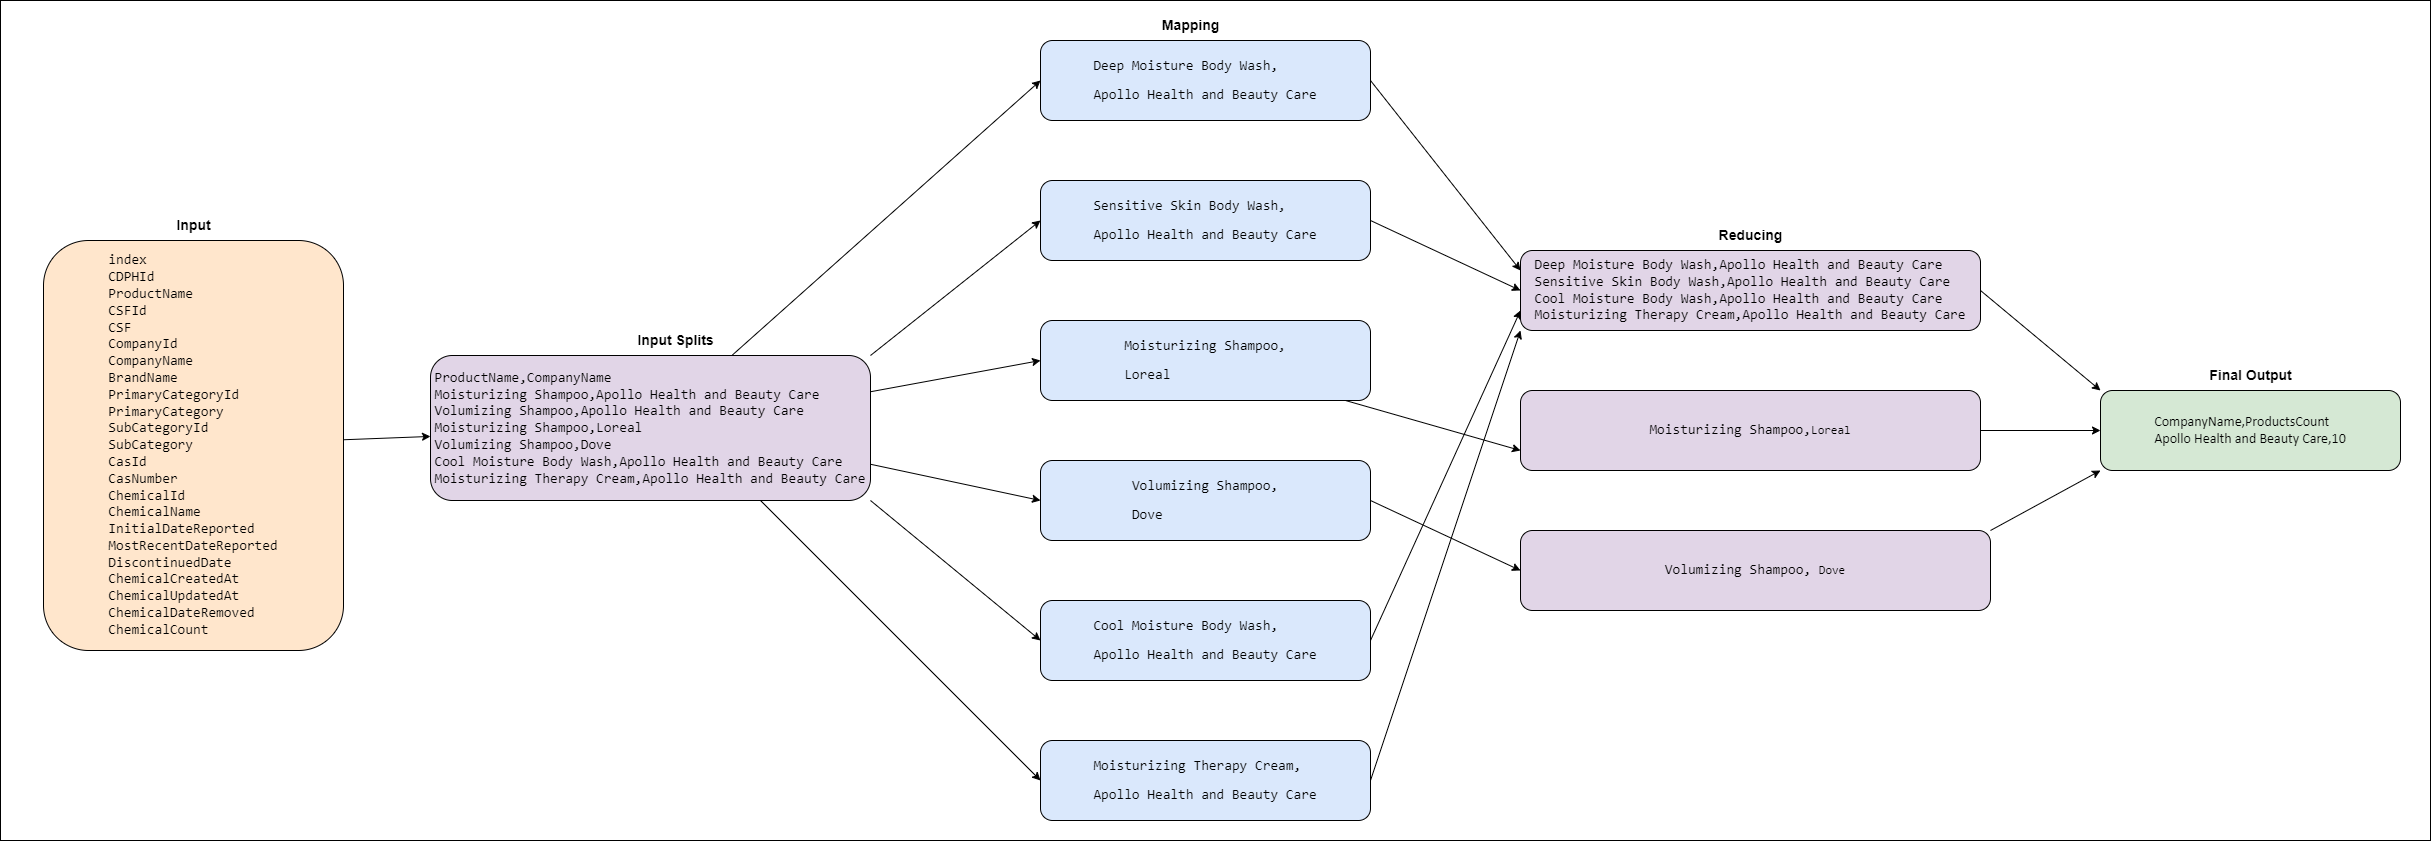 Input
index
CDPHId
ProductName
CSFId
CSF
CompanyId
CompanyName
BrandName
PrimaryCategoryId
PrimaryCategory
SubCategoryId
SubCategory
CasId
CasNumber
ChemicalId
ChemicalName
InitialDateReported
MostRecentDateReported
DiscontinuedDate
ChemicalCreatedAt
ChemicalUpdatedAt
ChemicalDateRemoved
ChemicalCount
Input Splits
ProductName,CompanyName
Moisturizing Shampoo,Apollo Health and Beauty Care
Volumizing Shampoo,Apollo Health and Beauty Care
Moisturizing Shampoo,Loreal
Volumizing Shampoo,Dove
Cool Moisture Body Wash,Apollo Health and Beauty Care
Moisturizing Therapy Cream,Apollo Health and Beauty Care
Mapping
Deep Moisture Body Wash,
Apollo Health and Beauty Care
Sensitive Skin Body Wash,
Apollo Health and Beauty Care
Moisturizing Shampoo,
Loreal
Volumizing Shampoo,
Dove
Cool Moisture Body Wash,
Apollo Health and Beauty Care
Moisturizing Therapy Cream,
Apollo Health and Beauty Care
Reducing
Deep Moisture Body Wash,Apollo Health and Beauty Care
Sensitive Skin Body Wash,Apollo Health and Beauty Care
Cool Moisture Body Wash,Apollo Health and Beauty Care
Moisturizing Therapy Cream,Apollo Health and Beauty Care
Moisturizing Shampoo,Loreal
Volumizing Shampoo, Dove
Final Output
CompanyName,ProductsCount
Apollo Health and Beauty Care,10